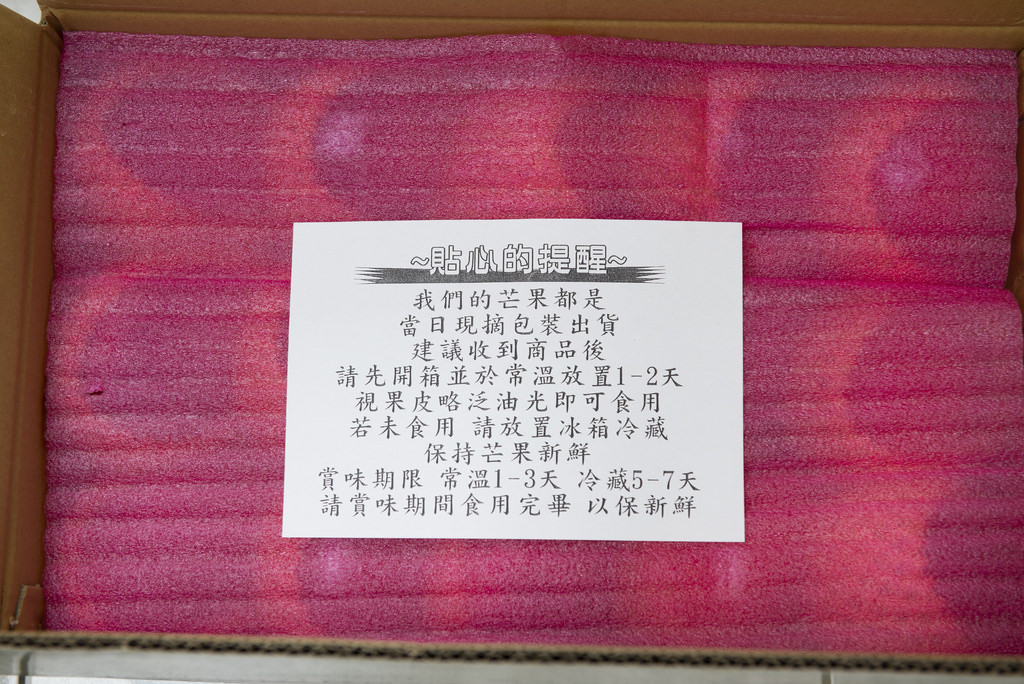 ~貼心的提醒~
我們的芒果都是
當日現摘包裝出貨
建議收到商品後
請先開箱並於常溫放置1-2天
視果皮略泛油光即可食用
若未食用 請放置冰箱冷藏
保持芒果新鮮
賞味期限 常溫1-3天 冷藏5-7天
請賞味期間食用完畢 以保新鮮